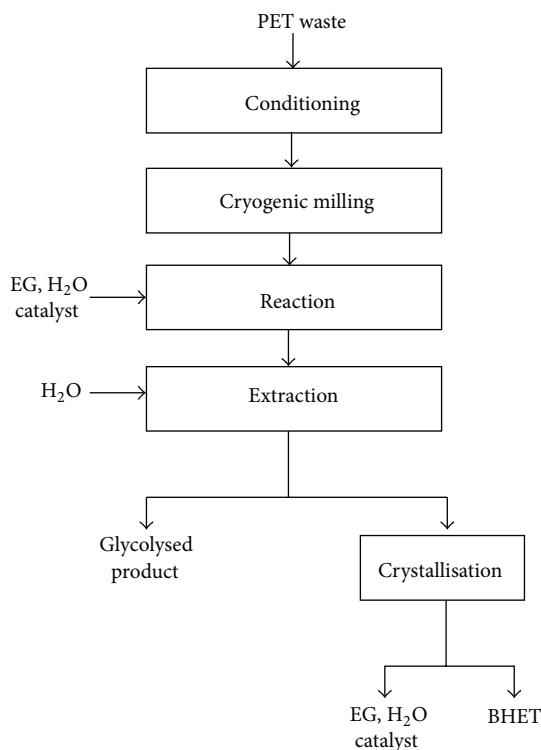 PET waste
Conditioning
Cryogenic milling
EG, H₂O
catalyst
Reaction
H₂O
Extraction
Glycolysed
product
Crystallisation
EG, H₂O
catalyst
BHET